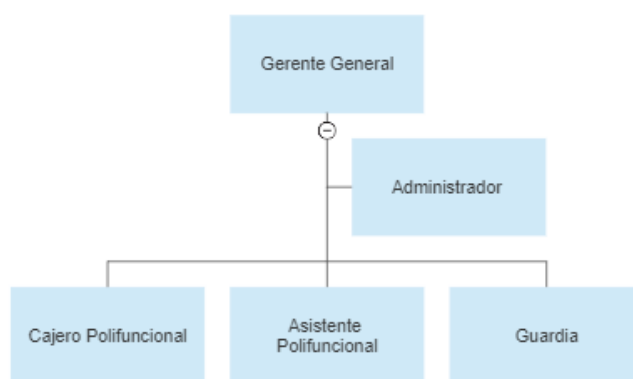 Gerente General
Administrador
Cajero Polifuncional
Asistente
Polifuncional
Guardia